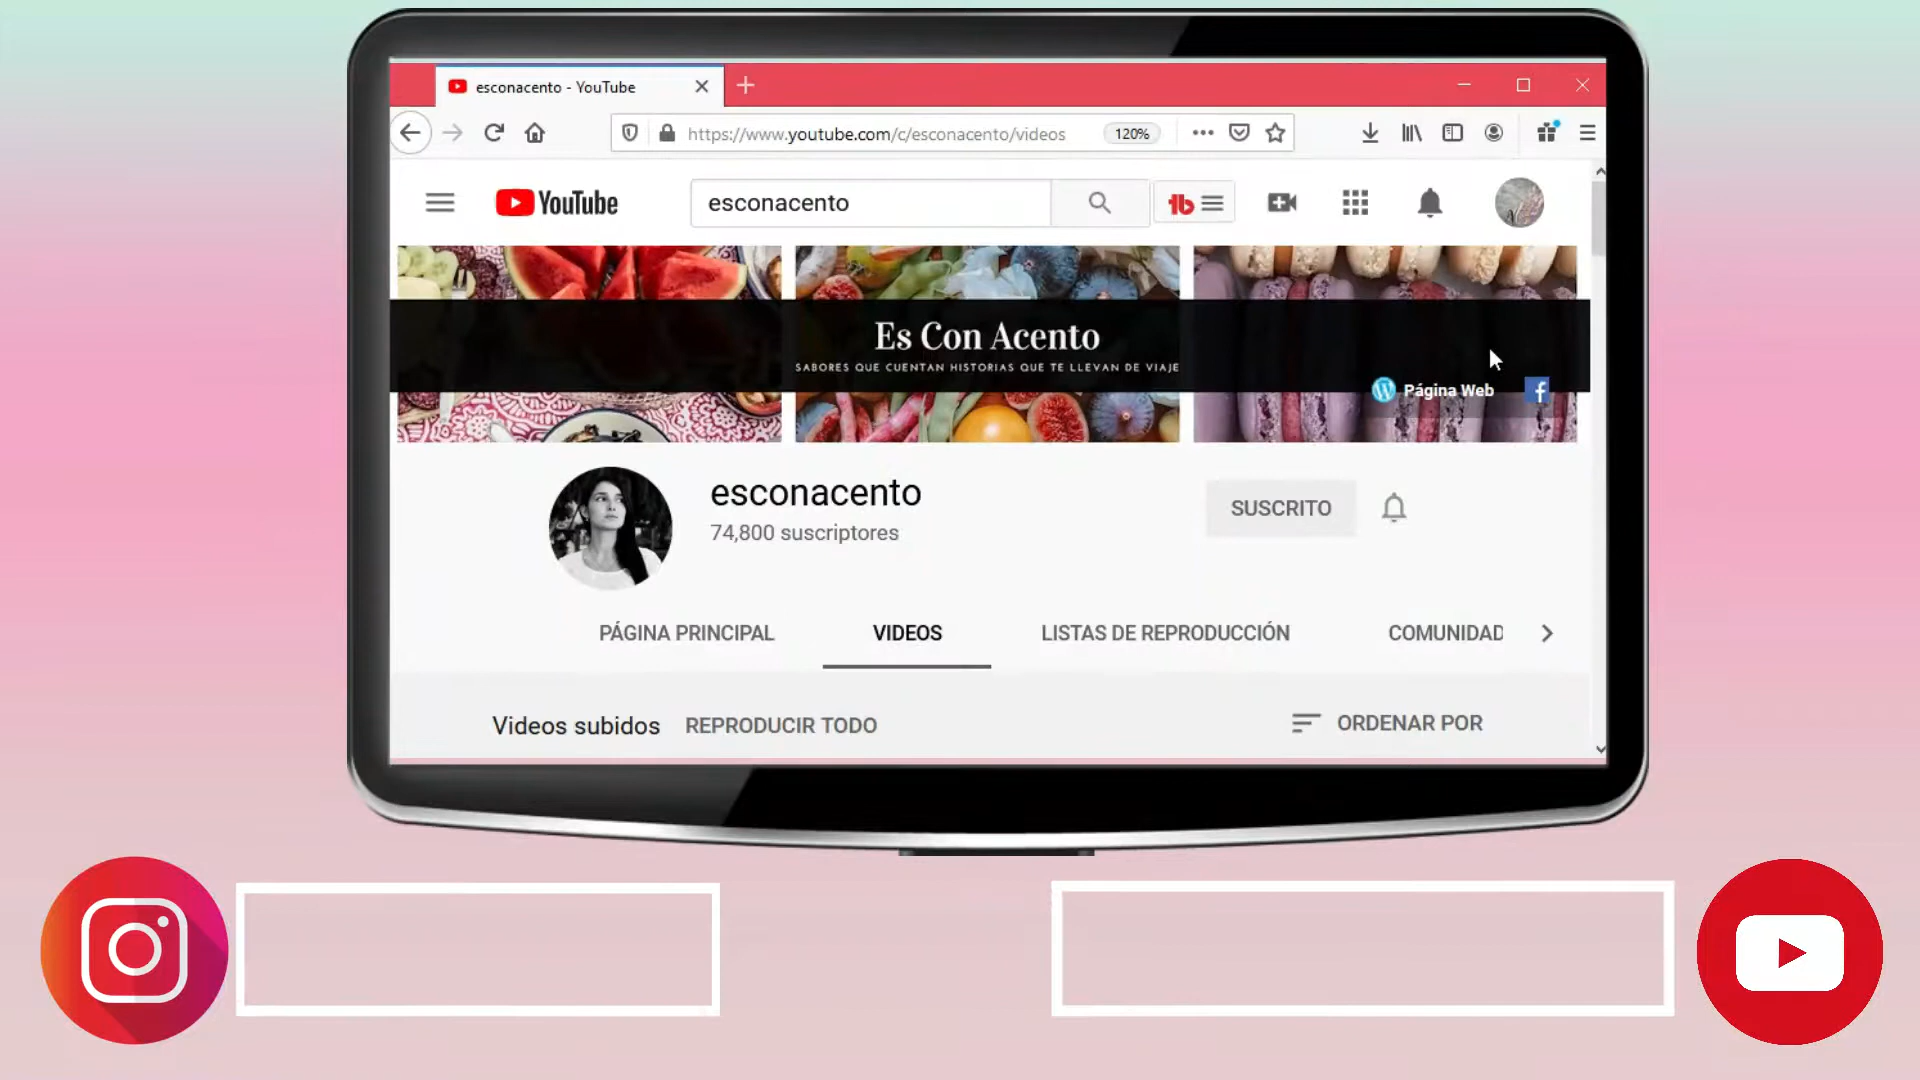 esconacento - YouTube
https://www.youtube.com/c/esconacento/videos
120%
YouTube
esconacento
Es Con Acento
SABORES QUE CUENTAN HISTORIAS QUE TE LLEVAN DE VIAJE
Página Web
esconacento
74,800 suscriptores
SUSCRITO
PÁGINA PRINCIPAL
VIDEOS
LISTAS DE REPRODUCCIÓN
COMUNIDAD
Videos subidos
REPRODUCIR TODO
ORDENAR POR